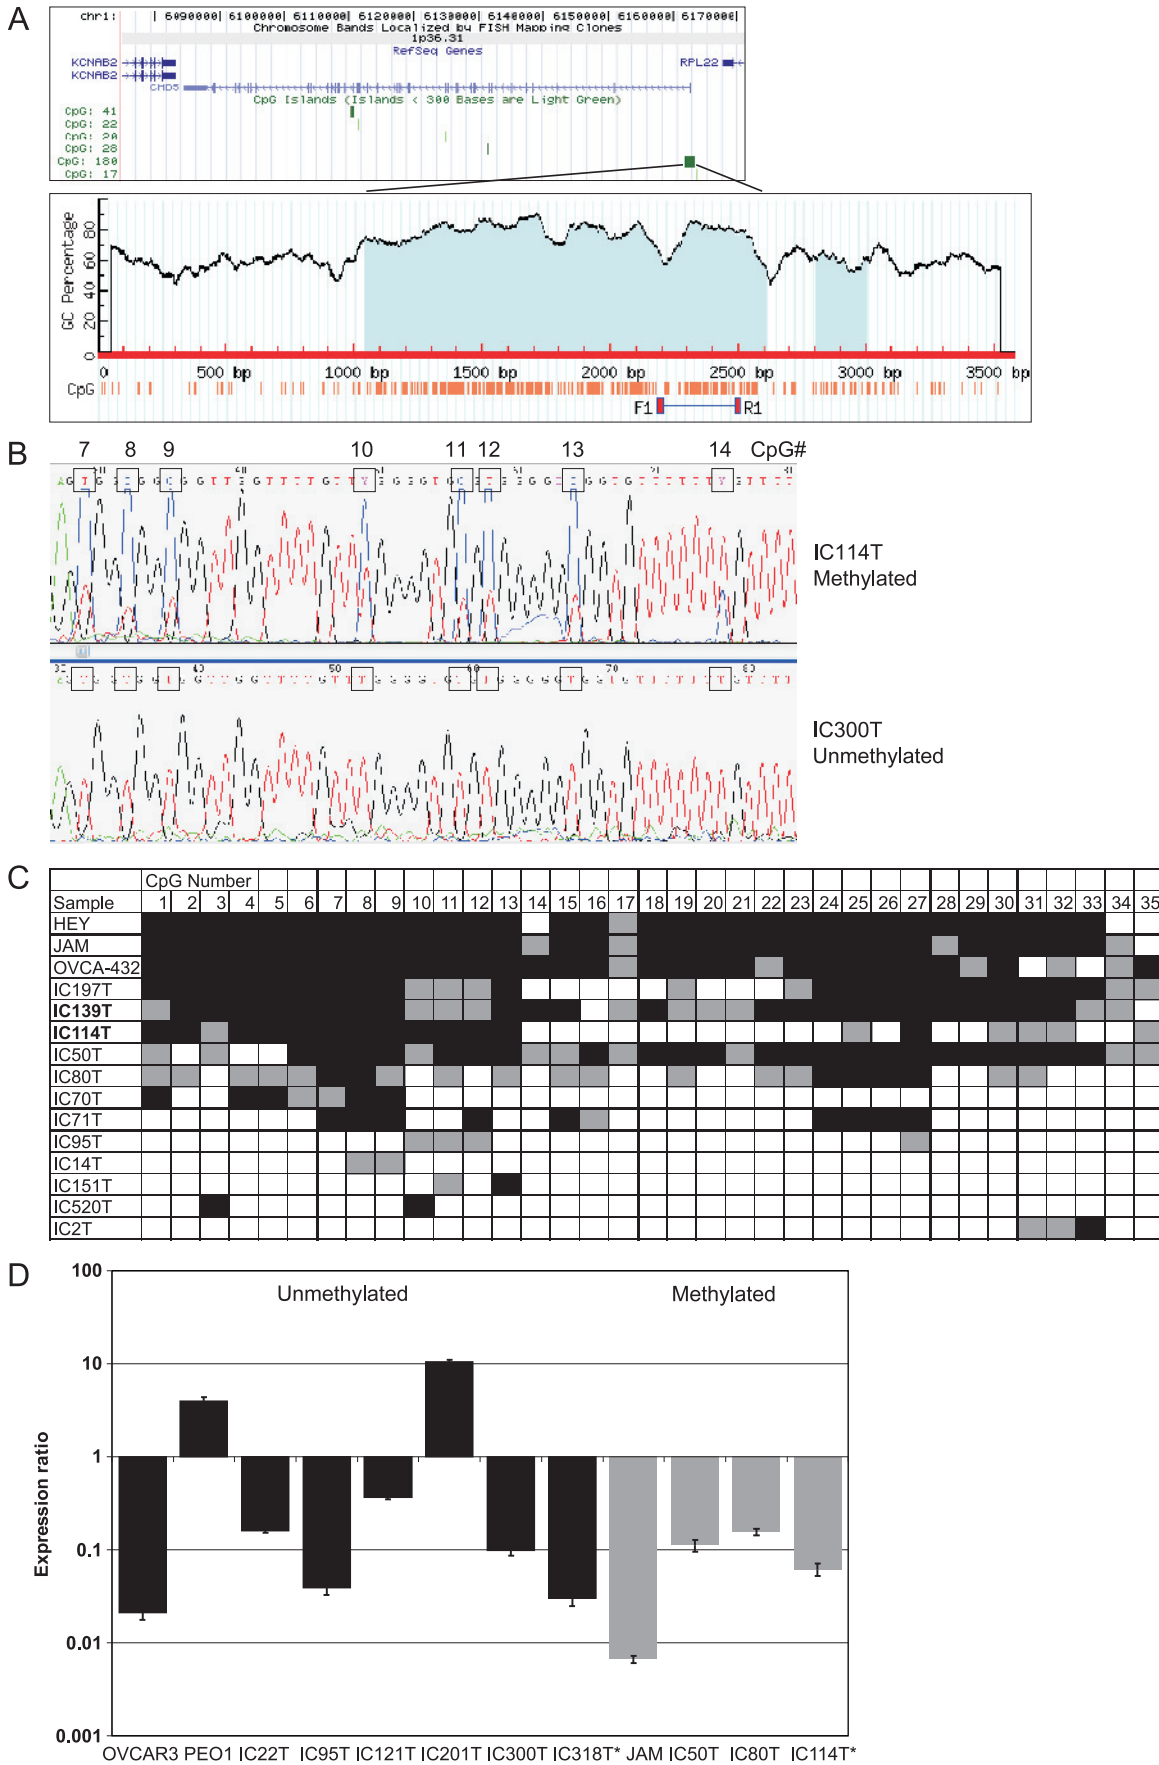 A
chr1: | 6090000| 6100000| 6110000| 6120000| 6130000| 6140000| 6150000| 6160000| 6170000|
Chromosome Bands Localized by FISH Mapping Clones
1p36.31
RefSeq Genes
KCNAB2
RPL22
KCNAB2
CHD5
CpG Islands (Islands < 300 Bases are Light Green)
CpG: 41
CpG: 22
CpG: 20
CpG: 28
CpG: 180
CpG: 17
GC Percentage
0 20 40 60 80
0 500 bp 1000 bp 1500 bp 2000 bp 2500 bp 3000 bp 3500 bp
CpG
F1 R1
B
7 8 9 10 11 12 13 14 CpG#
IC114T
Methylated
40 50 60 70 80
IC300T
Unmethylated
C
CpG Number
Sample 1 2 3 4 5 6 7 8 9 10 11 12 13 14 15 16 17 18 19 20 21 22 23 24 25 26 27 28 29 30 31 32 33 34 35
HEY
JAM
OVCA-432
IC197T
IC139T
IC114T
IC50T
IC80T
IC70T
IC71T
IC95T
IC14T
IC151T
IC520T
IC2T
D
Unmethylated Methylated
Expression ratio
100
10
1
0.1
0.01
0.001
OVCAR3 PEO1 IC22T IC95T IC121T IC201T IC300T IC318T* JAM IC50T IC80T IC114T*